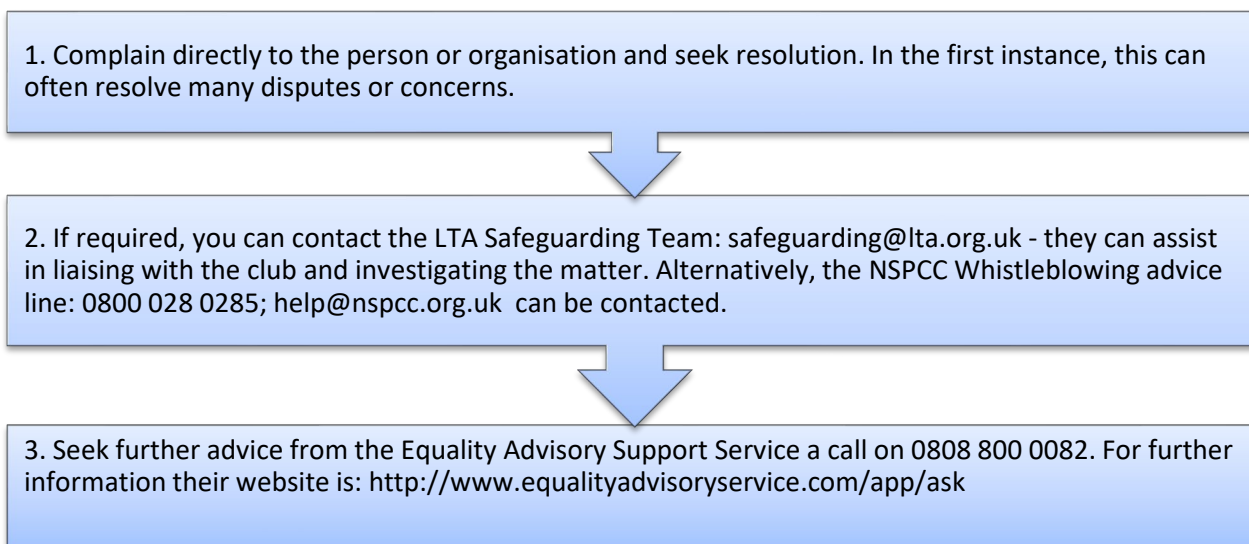 1. Complain directly to the person or organisation and seek resolution. In the first instance, this can
often resolve many disputes or concerns.
2. If required, you can contact the LTA Safeguarding Team: safeguarding@lta.org.uk - they can assist
in liaising with the club and investigating the matter. Alternatively, the NSPCC Whistleblowing advice
line: 0800 028 0285; help@nspcc.org.uk  can be contacted.
3. Seek further advice from the Equality Advisory Support Service a call on 0808 800 0082. For further
information their website is: http://www.equalityadvisoryservice.com/app/ask